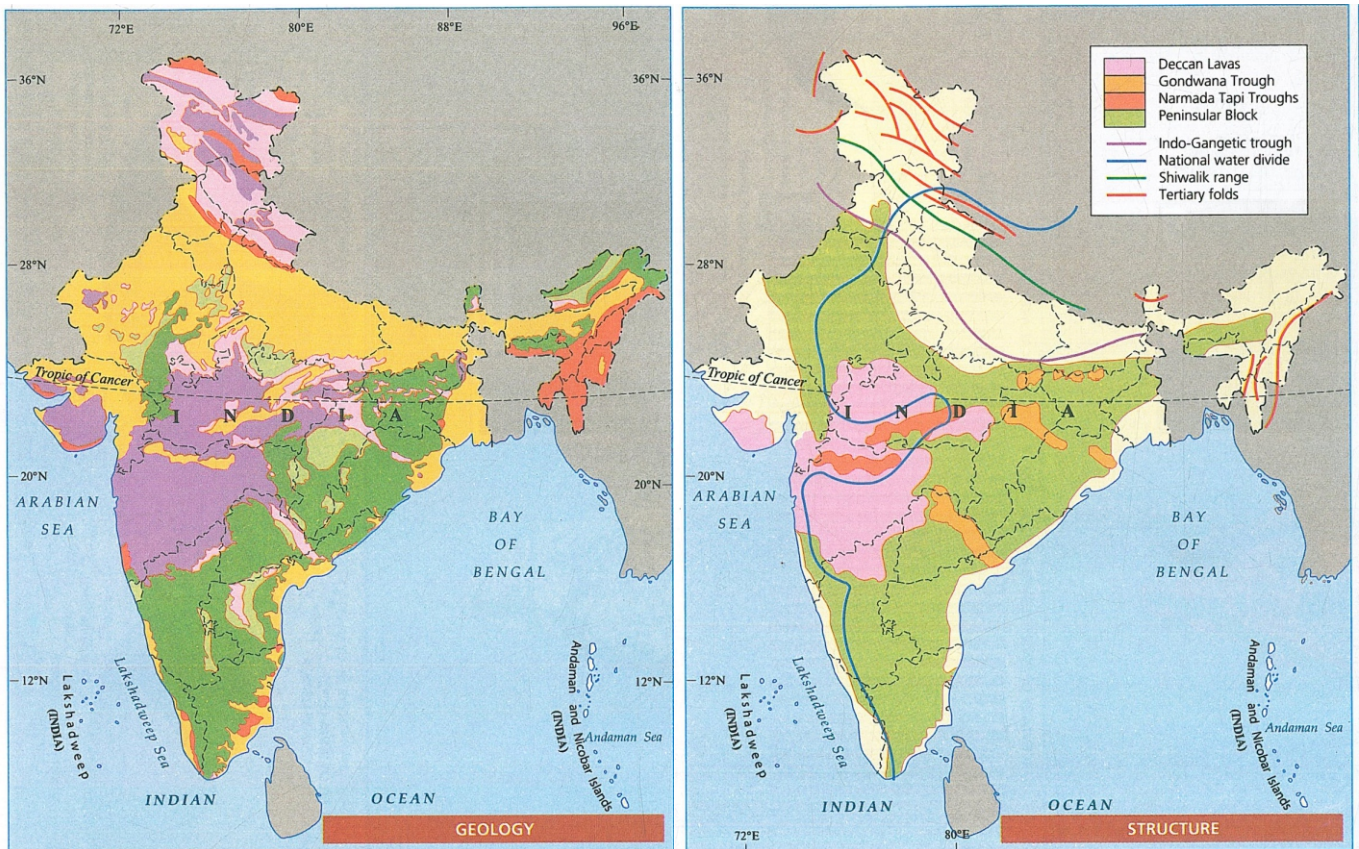 72°E
80°E
88°E
96°E
36°N
36°N
28°N
Tropic of Cancer
I N D I A
20°N
20°N
ARABIAN
SEA
BAY
OF
BENGAL
12°N
12°N
Lakshadweep
(INDIA)
Lakshadweep Sea
Andaman
and Nicobar Islands
(INDIA)
Andaman Sea
INDIAN OCEAN
GEOLOGY
Deccan Lavas
Gondwana Trough
Narmada Tapi Troughs
Peninsular Block
Indo-Gangetic trough
National water divide
Shiwalik range
Tertiary folds
36°N
28°N
Tropic of Cancer
I N D I A
20°N
20°N
ARABIAN
SEA
BAY
OF
BENGAL
12°N
Lakshadweep
(INDIA)
Lakshadweep Sea
Andaman
and Nicobar Islands
(INDIA)
Andaman Sea
INDIAN OCEAN
72°E
80°E
STRUCTURE